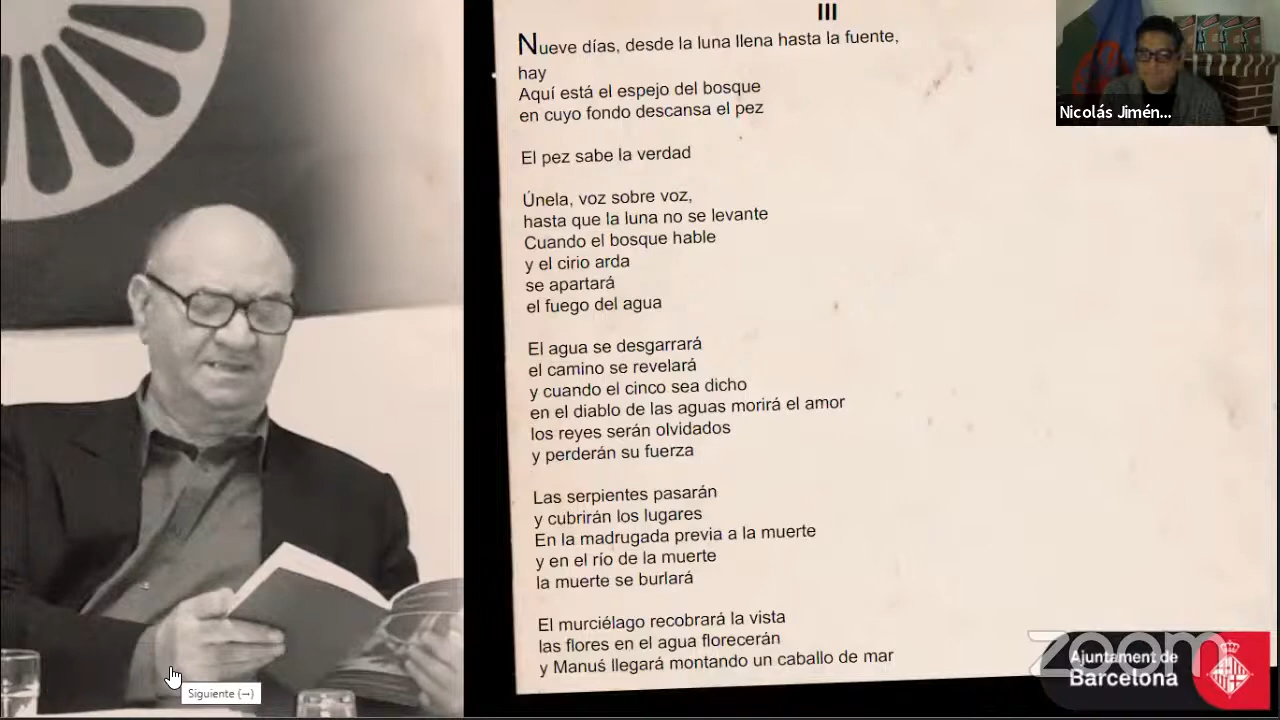 III
Nueve días, desde la luna llena hasta la fuente,
hay
Aquí está el espejo del bosque
en cuyo fondo descansa el pez
El pez sabe la verdad
Únela, voz sobre voz,
hasta que la luna no se levante
Cuando el bosque hable
y el cirio arda
se apartará
el fuego del agua
El agua se desgarrará
el camino se revelará
y cuando el cinco sea dicho
en el diablo de las aguas morirá el amor
los reyes serán olvidados
y perderán su fuerza
Las serpientes pasarán
y cubrirán los lugares
En la madrugada previa a la muerte
y en el río de la muerte
la muerte se burlará
El murciélago recobrará la vista
las flores en el agua florecerán
y Manuś llegará montando un caballo de mar
Nicolás Jimén...
Siguiente (→)
zoom
Ajuntament de
Barcelona